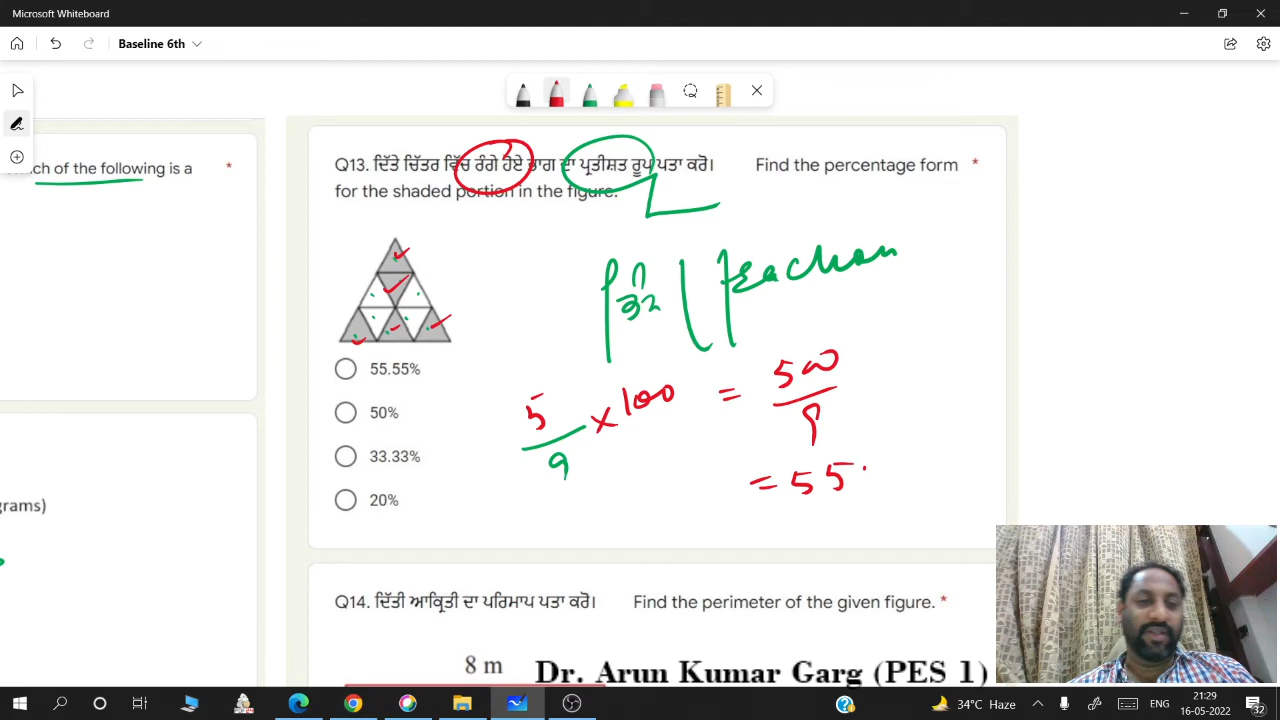 Microsoft Whiteboard
Baseline 6th
ich of the following is a *
Q13. ਦਿੱਤੇ ਚਿੱਤਰ ਵਿੱਚ ਰੰਗੇ ਹੋਏ ਭਾਗ ਦਾ ਪ੍ਰਤੀਸ਼ਤ ਰੂਪ ਪਤਾ ਕਰੋ। Find the percentage form *
for the shaded portion in the figure.
55.55%
50%
33.33%
20%
5/9 × 100 = 500/9
= 55.
grams)
Q14. ਦਿੱਤੀ ਆਕ੍ਰਿਤੀ ਦਾ ਪਰਿਮਾਪ ਪਤਾ ਕਰੋ। Find the perimeter of the given figure. *
8 m
Dr. Arun Kumar Garg (PES 1)
34°C Haze
ENG
21:29
16-05-2022
32